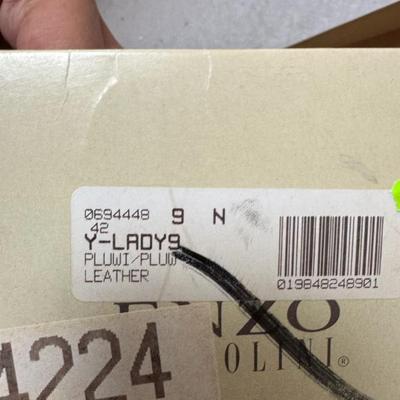 0694448 9 N
42
Y-LADY9
PLUWI/PLUW
LEATHER
019848248901
ENZO
OLINI®
4224